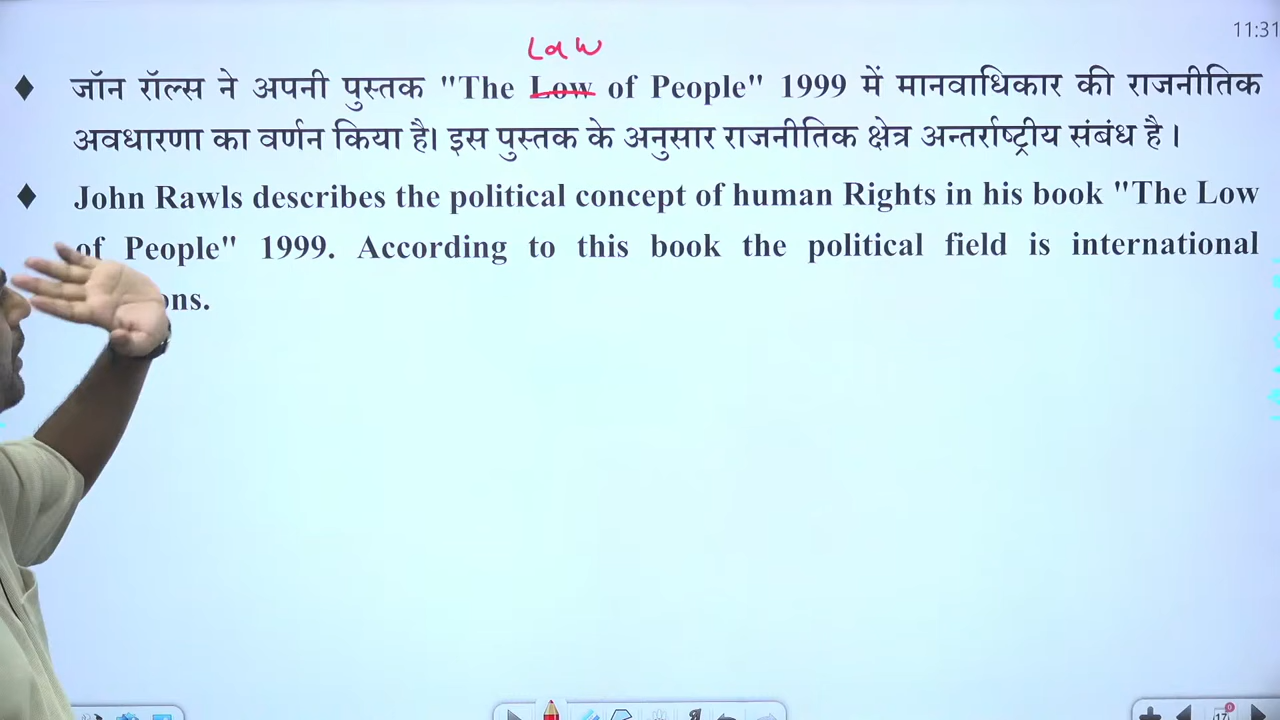 11:31
Law
♦ जॉन रॉल्स ने अपनी पुस्तक "The Low of People" 1999 में मानवाधिकार की राजनीतिक
अवधारणा का वर्णन किया है। इस पुस्तक के अनुसार राजनीतिक क्षेत्र अन्तर्राष्ट्रीय संबंध है ।
♦ John Rawls describes the political concept of human Rights in his book "The Low
of People" 1999. According to this book the political field is international
ons.
17